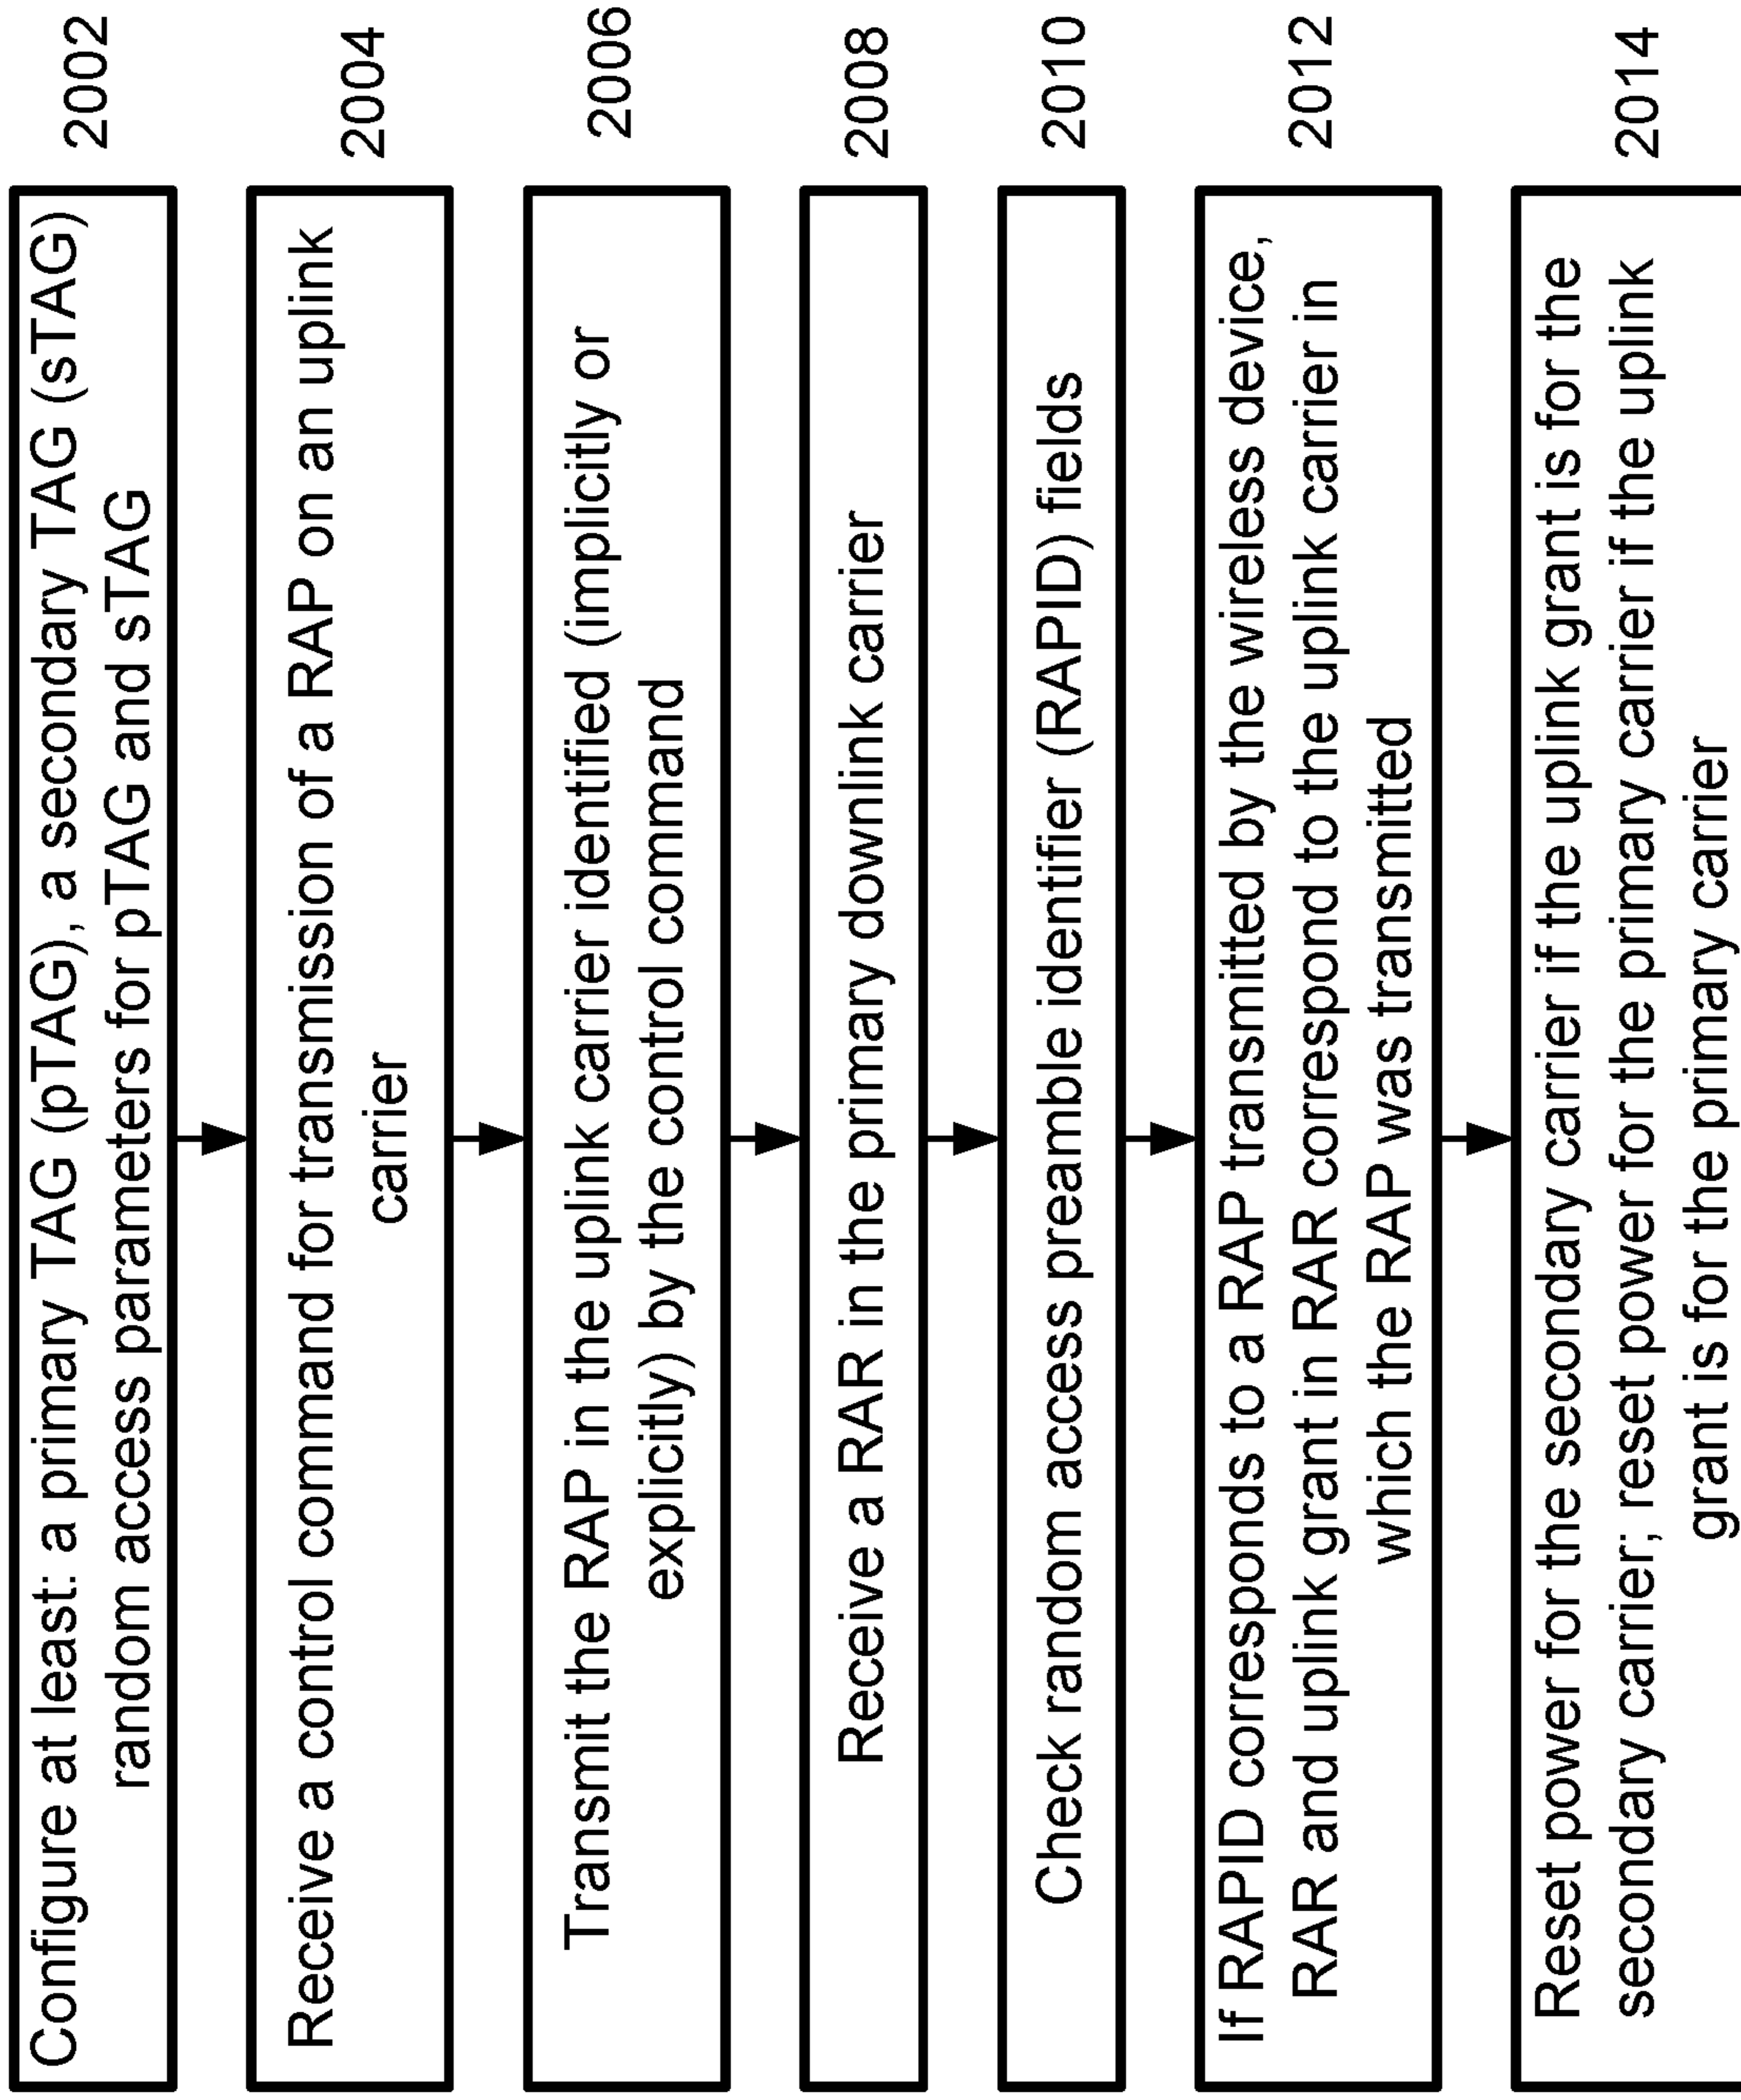 Configure at least: a primary TAG (pTAG), a secondary TAG (sTAG)
random access parameters for pTAG and sTAG
2002
Receive a control command for transmission of a RAP on an uplink
carrier
2004
Transmit the RAP in the uplink carrier identified (implicitly or
explicitly) by the control command
2006
Receive a RAR in the primary downlink carrier
2008
Check random access preamble identifier (RAPID) fields
2010
If RAPID corresponds to a RAP transmitted by the wireless device,
RAR and uplink grant in RAR correspond to the uplink carrier in
which the RAP was transmitted
2012
Reset power for the secondary carrier if the uplink grant is for the
secondary carrier; reset power for the primary carrier if the uplink
grant is for the primary carrier
2014